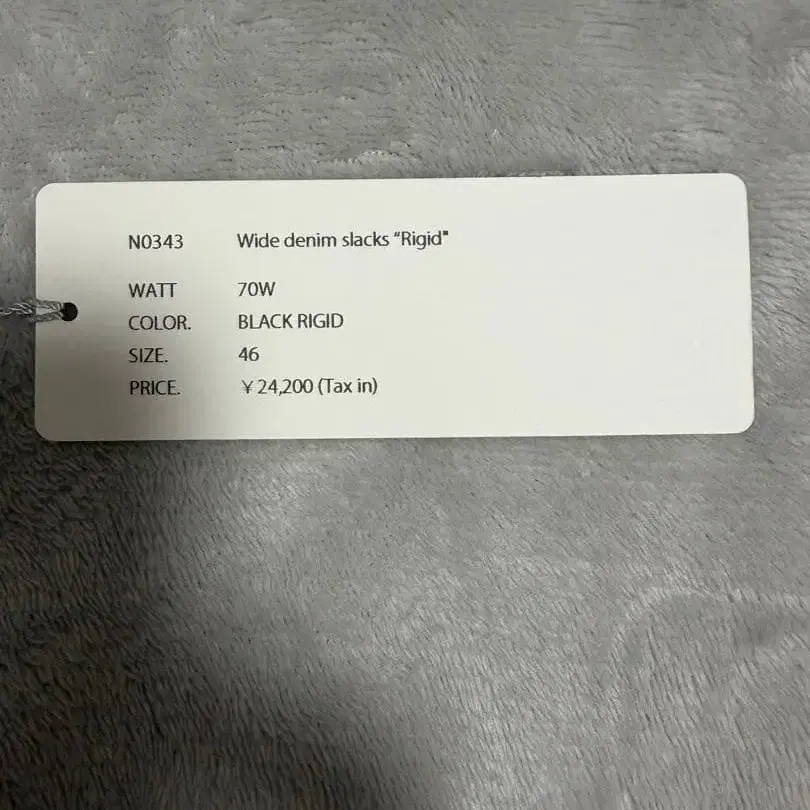 N0343 Wide denim slacks “Rigid"
WATT 70W
COLOR. BLACK RIGID
SIZE. 46
PRICE. ￥24,200 (Tax in)